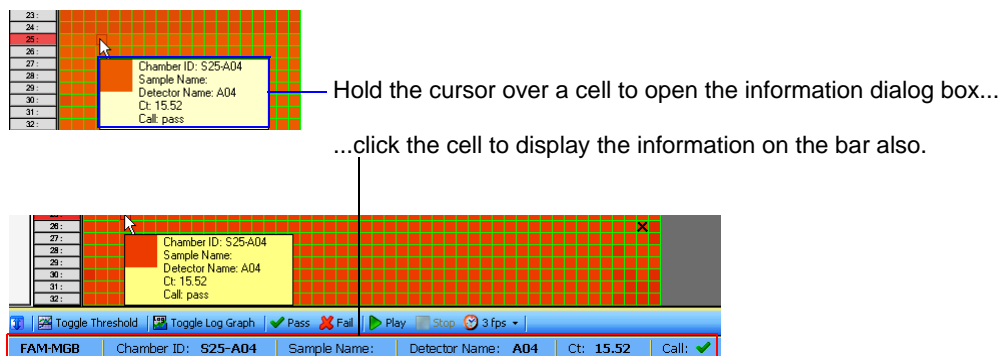 23:
24:
25:
26:
27:
28:
29:
30:
31:
32:
Chamber ID: S25-A04
Sample Name:
Detector Name: A04
Ct: 15.52
Call: pass
Hold the cursor over a cell to open the information dialog box...
...click the cell to display the information on the bar also.
26:
27:
28:
29:
30:
31:
32:
Chamber ID: S25-A04
Sample Name:
Detector Name: A04
Ct: 15.52
Call: pass
Toggle Threshold Toggle Log Graph Pass Fail Play Stop 3 fps
FAM-MGB Chamber ID: S25-A04 Sample Name: Detector Name: A04 Ct: 15.52 Call: